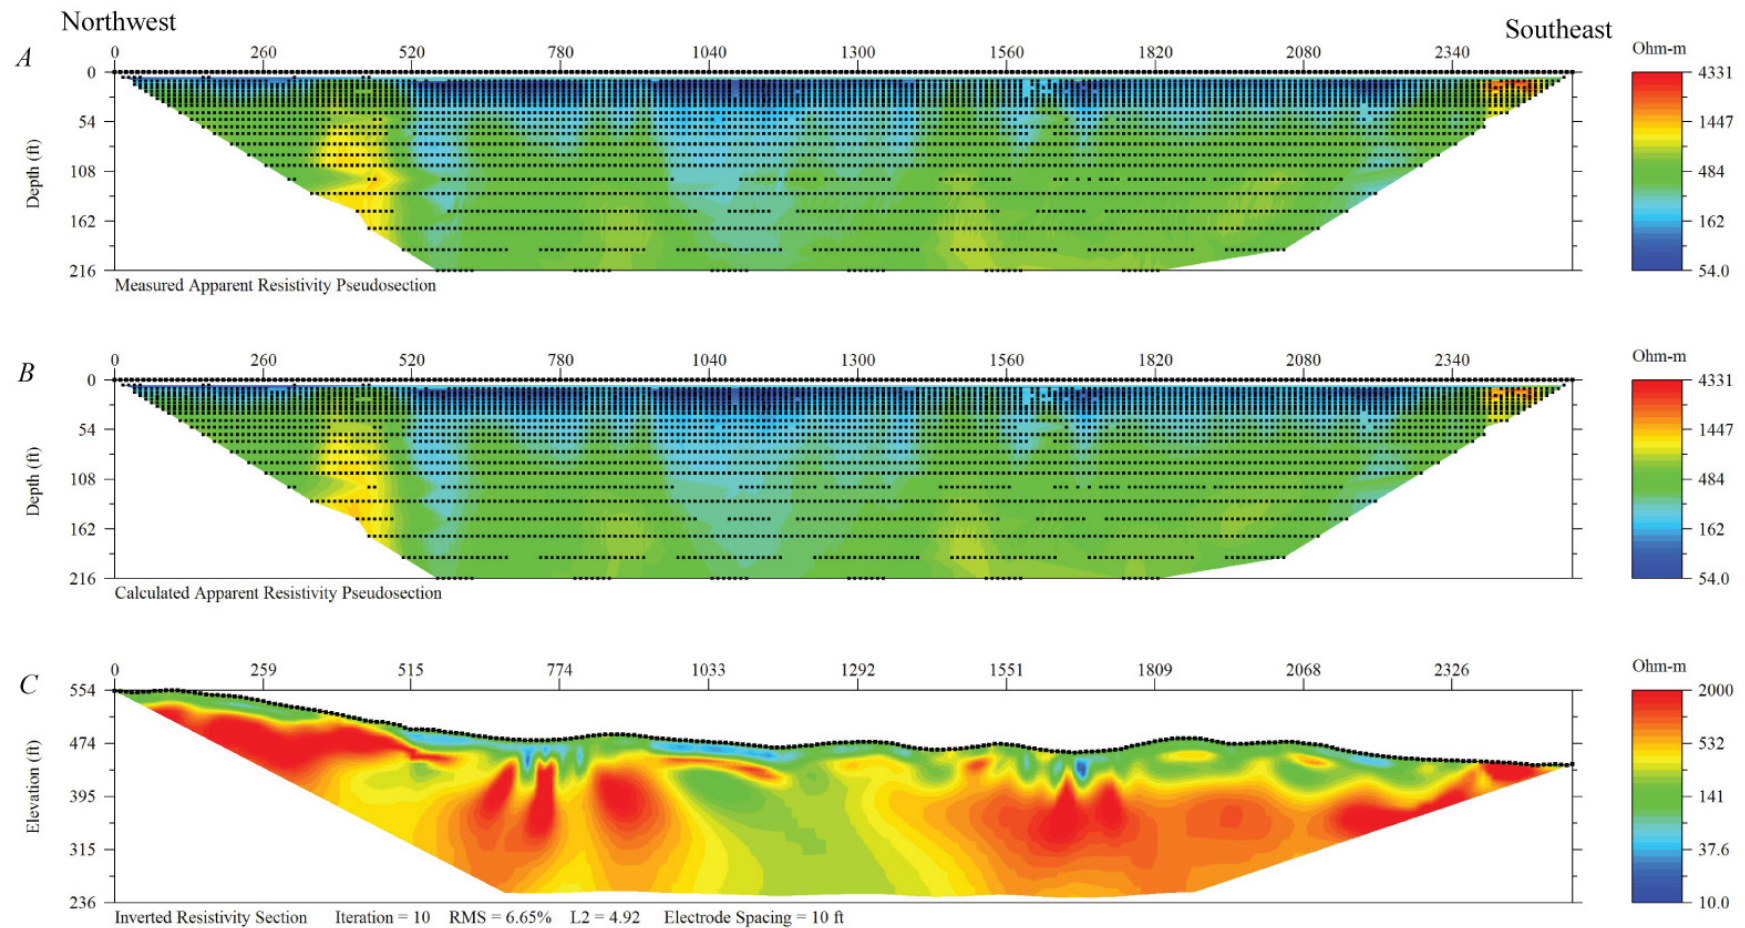 Northwest
Southeast
A
0 260 520 780 1040 1300 1560 1820 2080 2340
Ohm-m
0
54
108
162
216
Depth (ft)
4331
1447
484
162
54.0
Measured Apparent Resistivity Pseudosection
B
0 260 520 780 1040 1300 1560 1820 2080 2340
Ohm-m
0
54
108
162
216
Depth (ft)
4331
1447
484
162
54.0
Calculated Apparent Resistivity Pseudosection
C
0 259 515 774 1033 1292 1551 1809 2068 2326
Ohm-m
554
474
395
315
236
Elevation (ft)
2000
532
141
37.6
10.0
Inverted Resistivity Section Iteration = 10 RMS = 6.65% L2 = 4.92 Electrode Spacing = 10 ft